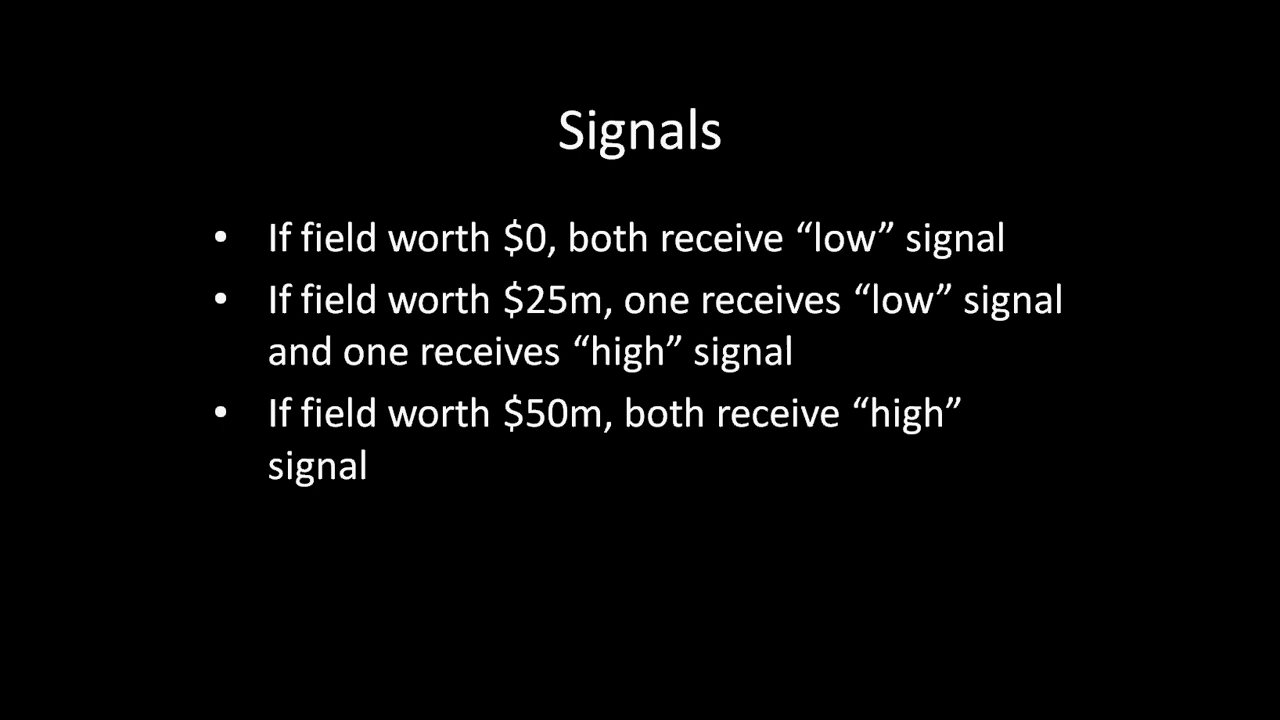 Signals
• If field worth $0, both receive “low” signal
• If field worth $25m, one receives “low” signal
and one receives “high” signal
• If field worth $50m, both receive “high”
signal